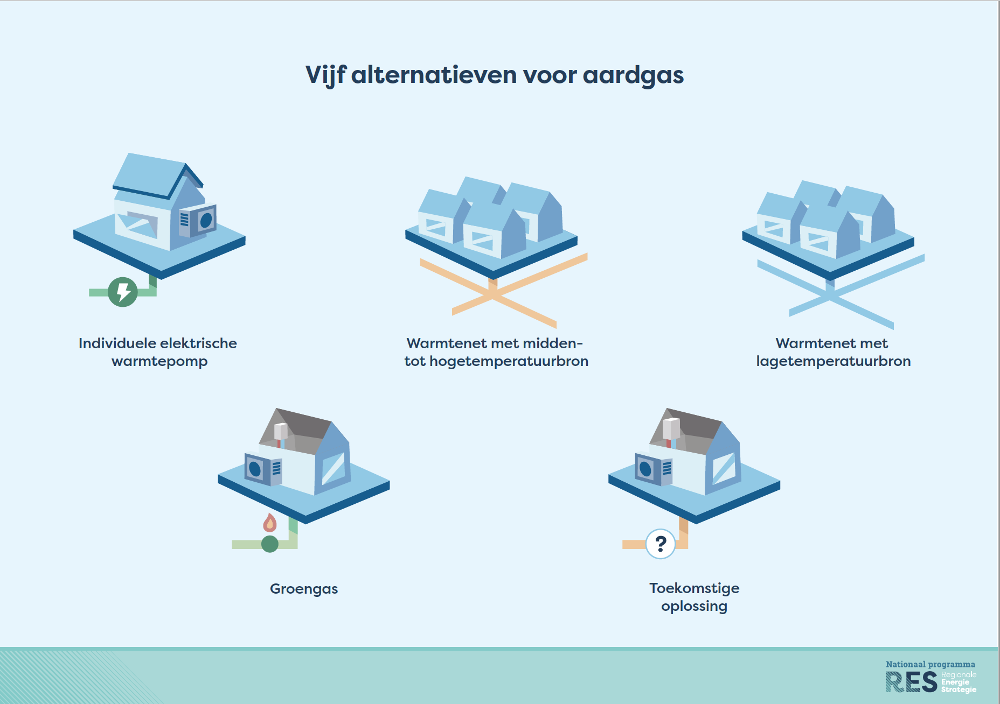 Vijf alternatieven voor aardgas
Individuele elektrische
warmtepomp
Warmtenet met midden-
tot hogetemperatuurbron
Warmtenet met
lagetemperatuurbron
?
Groengas
Toekomstige
oplossing
Nationaal programma
RES
Regionale
Energie
Strategie